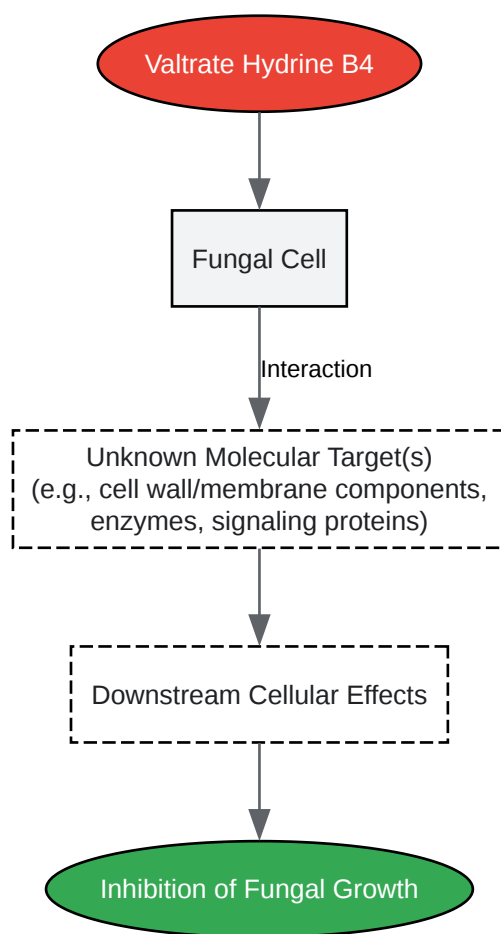 Valtrate Hydrine B4
Fungal Cell
Interaction
Unknown Molecular Target(s)
(e.g., cell wall/membrane components,
enzymes, signaling proteins)
Downstream Cellular Effects
Inhibition of Fungal Growth